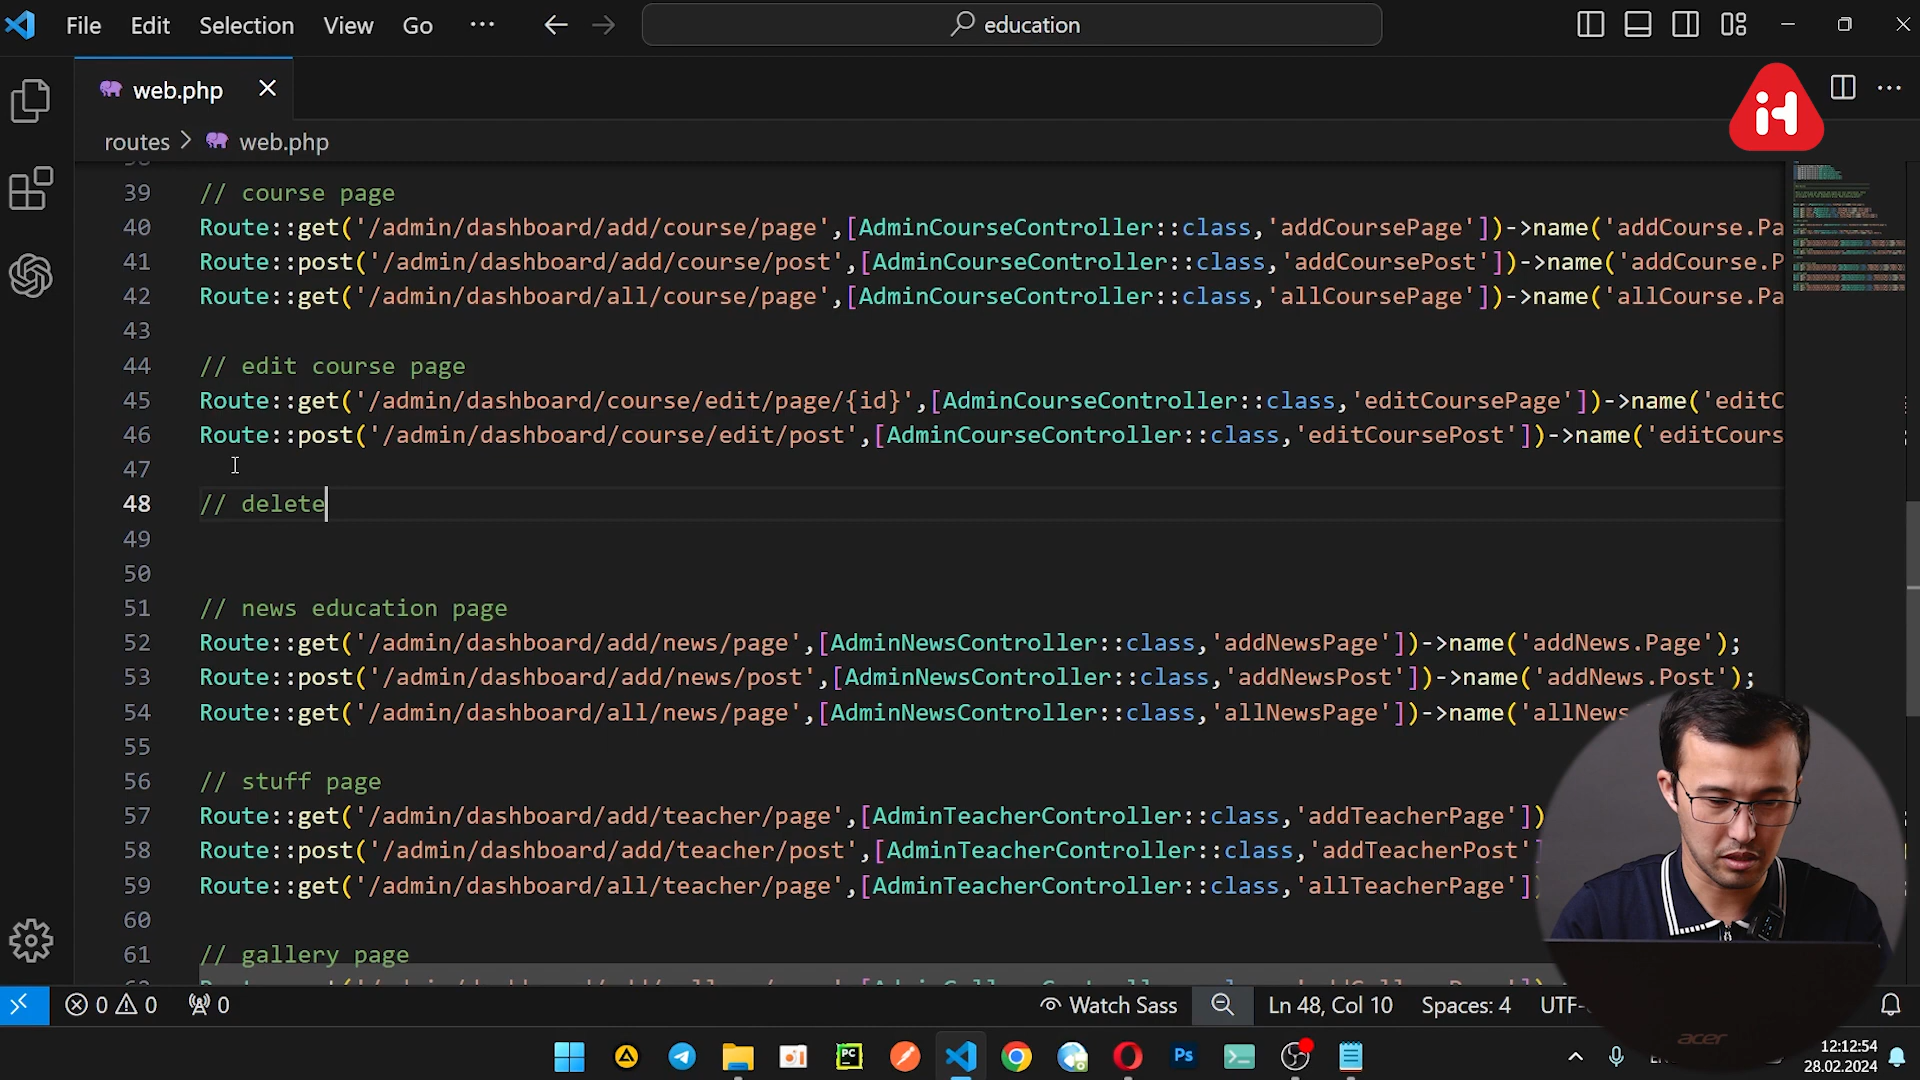 File Edit Selection View Go ··· education
web.php
routes > web.php
39 // course page
40 Route::get('/admin/dashboard/add/course/page',[AdminCourseController::class,'addCoursePage'])->name('addCourse.Pa
41 Route::post('/admin/dashboard/add/course/post',[AdminCourseController::class,'addCoursePost'])->name('addCourse.P
42 Route::get('/admin/dashboard/all/course/page',[AdminCourseController::class,'allCoursePage'])->name('allCourse.Pa
43
44 // edit course page
45 Route::get('/admin/dashboard/course/edit/page/{id}',[AdminCourseController::class,'editCoursePage'])->name('editC
46 Route::post('/admin/dashboard/course/edit/post',[AdminCourseController::class,'editCoursePost'])->name('editCours
47
48 // delete
49
50
51 // news education page
52 Route::get('/admin/dashboard/add/news/page',[AdminNewsController::class,'addNewsPage'])->name('addNews.Page');
53 Route::post('/admin/dashboard/add/news/post',[AdminNewsController::class,'addNewsPost'])->name('addNews.Post');
54 Route::get('/admin/dashboard/all/news/page',[AdminNewsController::class,'allNewsPage'])->name('allNews
55
56 // stuff page
57 Route::get('/admin/dashboard/add/teacher/page',[AdminTeacherController::class,'addTeacherPage'])
58 Route::post('/admin/dashboard/add/teacher/post',[AdminTeacherController::class,'addTeacherPost'
59 Route::get('/admin/dashboard/all/teacher/page',[AdminTeacherController::class,'allTeacherPage']
60
61 // gallery page
0 0 0 Watch Sass Ln 48, Col 10 Spaces: 4 UTF-
PC Ps
12:12:54
28.02.2024
acer